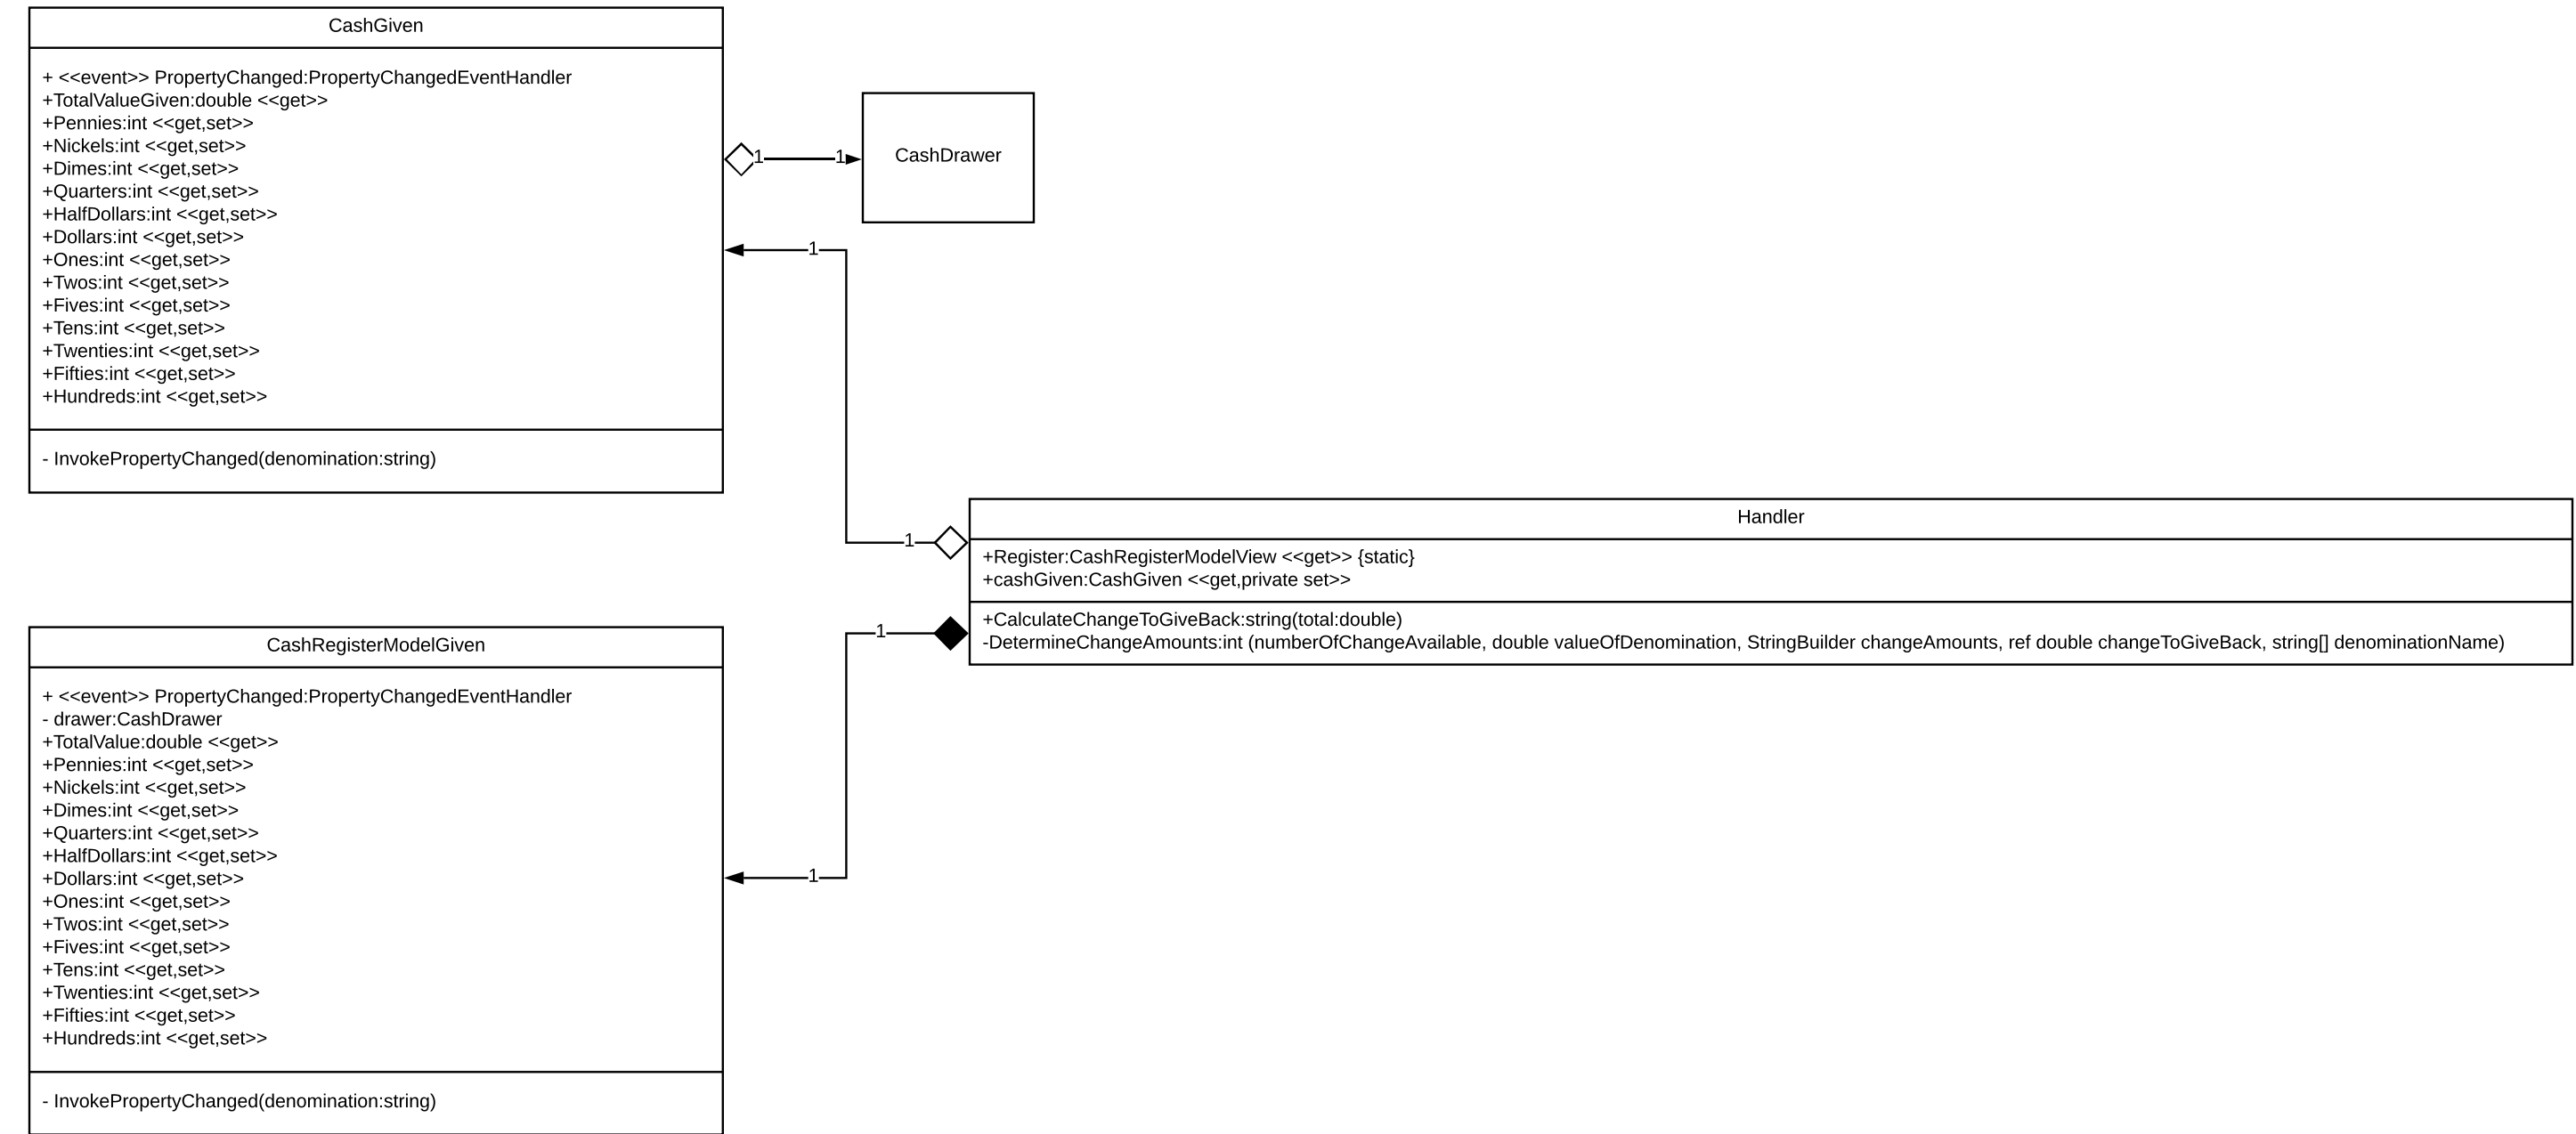 CashGiven
+ <<event>> PropertyChanged:PropertyChangedEventHandler
+TotalValueGiven:double <<get>>
+Pennies:int <<get,set>>
+Nickels:int <<get,set>>
+Dimes:int <<get,set>>
+Quarters:int <<get,set>>
+HalfDollars:int <<get,set>>
+Dollars:int <<get,set>>
+Ones:int <<get,set>>
+Twos:int <<get,set>>
+Fives:int <<get,set>>
+Tens:int <<get,set>>
+Twenties:int <<get,set>>
+Fifties:int <<get,set>>
+Hundreds:int <<get,set>>
- InvokePropertyChanged(denomination:string)
1
1
CashDrawer
1
1
Handler
+Register:CashRegisterModelView <<get>> {static}
+cashGiven:CashGiven <<get,private set>>
+CalculateChangeToGiveBack:string(total:double)
-DetermineChangeAmounts:int (numberOfChangeAvailable, double valueOfDenomination, StringBuilder changeAmounts, ref double changeToGiveBack, string[] denominationName)
1
1
CashRegisterModelGiven
+ <<event>> PropertyChanged:PropertyChangedEventHandler
- drawer:CashDrawer
+TotalValue:double <<get>>
+Pennies:int <<get,set>>
+Nickels:int <<get,set>>
+Dimes:int <<get,set>>
+Quarters:int <<get,set>>
+HalfDollars:int <<get,set>>
+Dollars:int <<get,set>>
+Ones:int <<get,set>>
+Twos:int <<get,set>>
+Fives:int <<get,set>>
+Tens:int <<get,set>>
+Twenties:int <<get,set>>
+Fifties:int <<get,set>>
+Hundreds:int <<get,set>>
- InvokePropertyChanged(denomination:string)